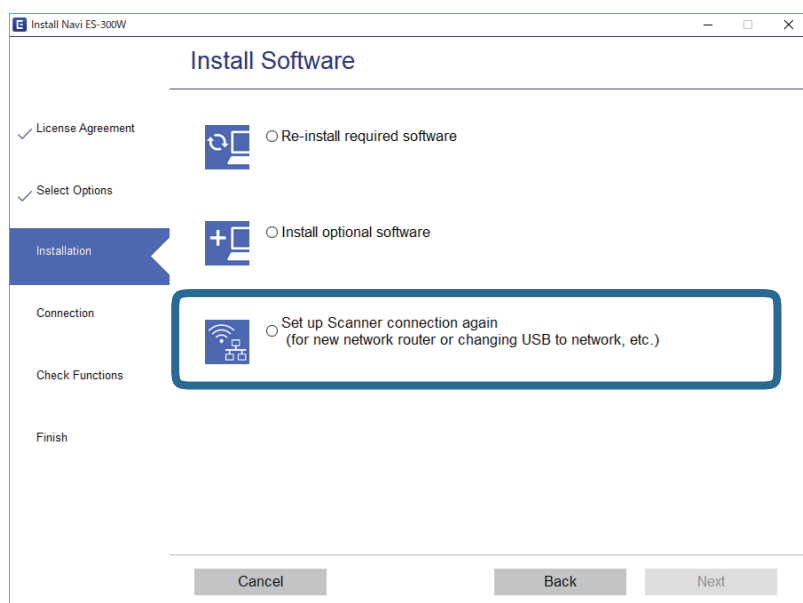 E Install Navi ES-300W
Install Software
License Agreement
Re-install required software
Select Options
Install optional software
Installation
Connection
Set up Scanner connection again
(for new network router or changing USB to network, etc.)
Check Functions
Finish
Cancel
Back
Next